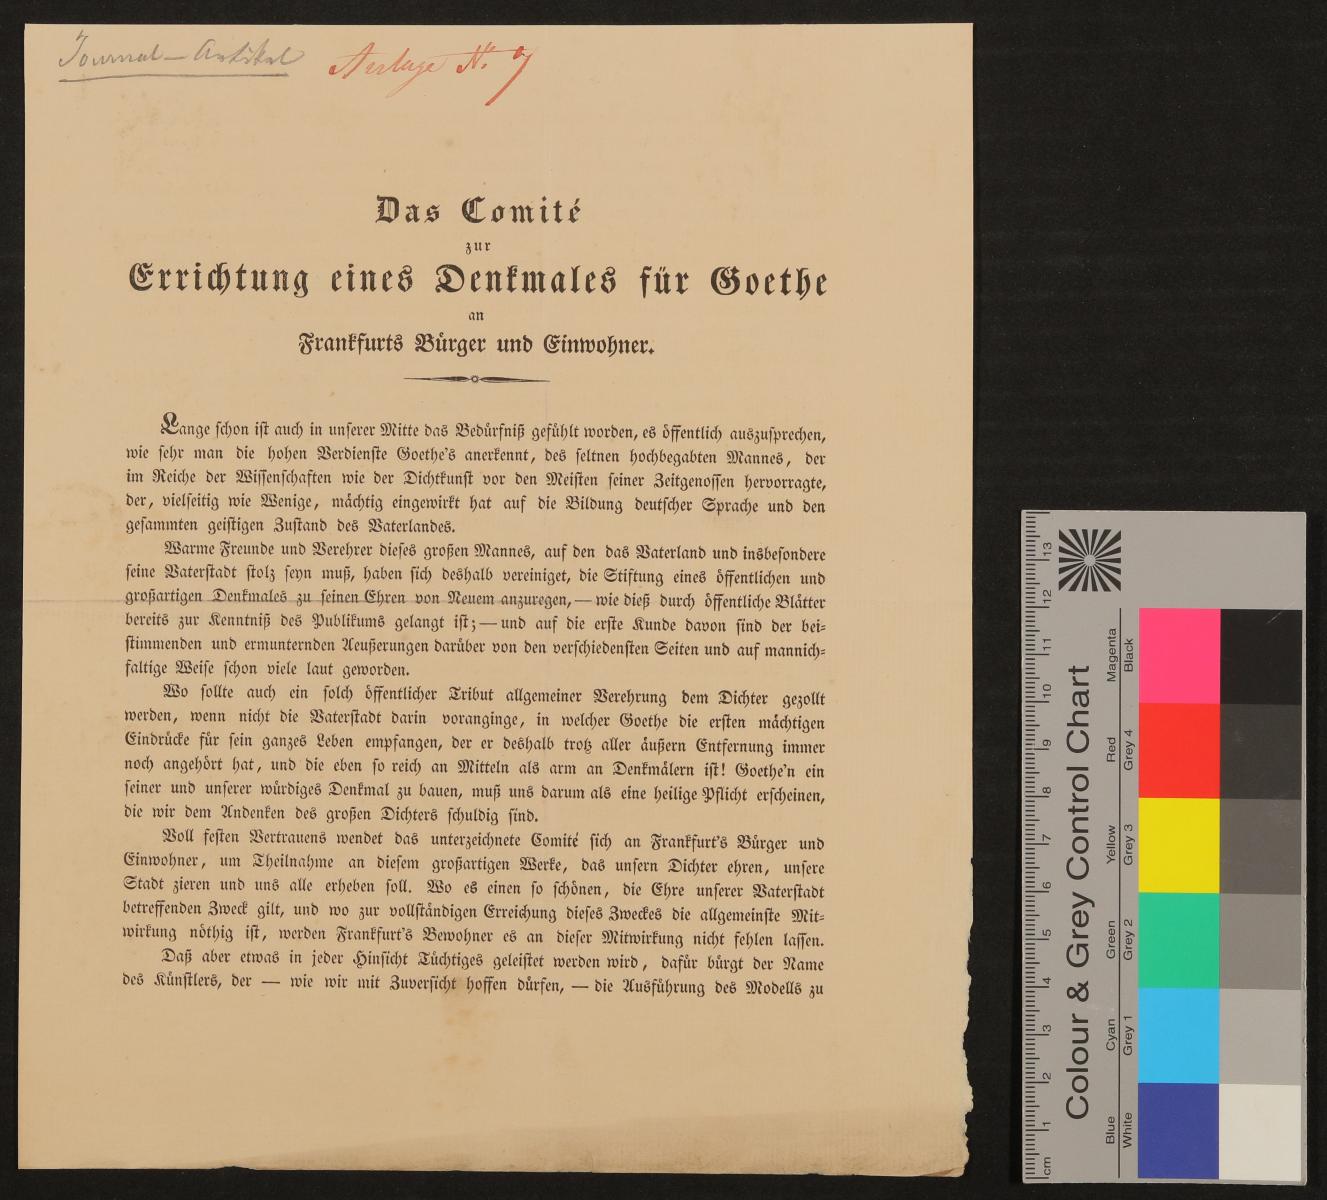 Journal-Artikel
Anlage Nº 7
Das Comité
zur
Errichtung eines Denkmales für Goethe
an
Frankfurts Bürger und Einwohner.
Lange schon ist auch in unserer Mitte das Bedürfniß gefühlt worden, es öffentlich auszusprechen,
wie sehr man die hohen Verdienste Goethe's anerkennt, des seltnen hochbegabten Mannes, der
im Reiche der Wissenschaften wie der Dichtkunst vor den Meisten seiner Zeitgenossen hervorragte,
der, vielseitig wie Wenige, mächtig eingewirkt hat auf die Bildung deutscher Sprache und den
gesammten geistigen Zustand des Vaterlandes.
Warme Freunde und Verehrer dieses großen Mannes, auf den das Vaterland und insbesondere
seine Vaterstadt stolz seyn muß, haben sich deshalb vereiniget, die Stiftung eines öffentlichen und
großartigen Denkmales zu seinen Ehren von Neuem anzuregen, — wie dieß durch öffentliche Blätter
bereits zur Kenntniß des Publikums gelangt ist; — und auf die erste Kunde davon sind der bei-
stimmenden und ermunternden Aeußerungen darüber von den verschiedensten Seiten und auf mannich-
faltige Weise schon viele laut geworden.
Wo sollte auch ein solch öffentlicher Tribut allgemeiner Verehrung dem Dichter gezollt
werden, wenn nicht die Vaterstadt darin voranginge, in welcher Goethe die ersten mächtigen
Eindrücke für sein ganzes Leben empfangen, der er deshalb trotz aller äußern Entfernung immer
noch angehört hat, und die eben so reich an Mitteln als arm an Denkmälern ist! Goethe'n ein
seiner und unserer würdiges Denkmal zu bauen, muß uns darum als eine heilige Pflicht erscheinen,
die wir dem Andenken des großen Dichters schuldig sind.
Voll festen Vertrauens wendet das unterzeichnete Comité sich an Frankfurt's Bürger und
Einwohner, um Theilnahme an diesem großartigen Werke, das unsern Dichter ehren, unsere
Stadt zieren und uns alle erheben soll. Wo es einen so schönen, die Ehre unserer Vaterstadt
betreffenden Zweck gilt, und wo zur vollständigen Erreichung dieses Zweckes die allgemeinste Mit-
wirkung nöthig ist, werden Frankfurt's Bewohner es an dieser Mitwirkung nicht fehlen lassen.
Daß aber etwas in jeder Hinsicht Tüchtiges geleistet werden wird, dafür bürgt der Name
des Künstlers, der — wie wir mit Zuversicht hoffen dürfen, — die Ausführung des Modells zu
Colour & Grey Control Chart
Blue Cyan Green Yellow Red Magenta
White Grey 1 Grey 2 Grey 3 Grey 4 Black
cm 1 2 3 4 5 6 7 8 9 10 11 12 13